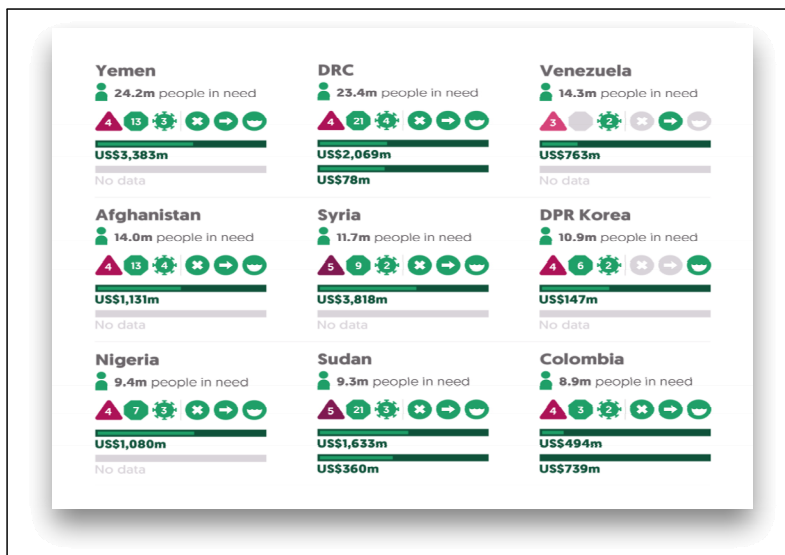 Yemen
24.2m people in need
4 13 3
US$3,383m
No data
DRC
23.4m people in need
4 21 4
US$2,069m
US$78m
Venezuela
14.3m people in need
3 2
US$763m
No data
Afghanistan
14.0m people in need
4 13 4
US$1,131m
No data
Syria
11.7m people in need
5 9 2
US$3,818m
No data
DPR Korea
10.9m people in need
4 6 2
US$147m
No data
Nigeria
9.4m people in need
4 7 3
US$1,080m
No data
Sudan
9.3m people in need
5 21 3
US$1,633m
US$360m
Colombia
8.9m people in need
4 3 2
US$494m
US$739m